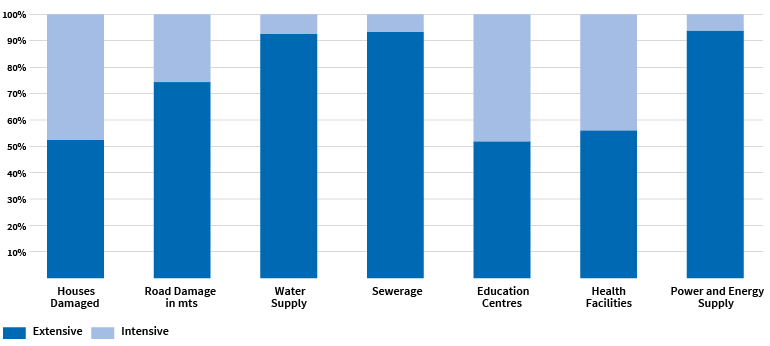 100%
90%
80%
70%
60%
50%
40%
30%
20%
10%
Houses
Damaged
Road Damage
in mts
Water
Supply
Sewerage
Education
Centres
Health
Facilities
Power and Energy
Supply
Extensive
Intensive